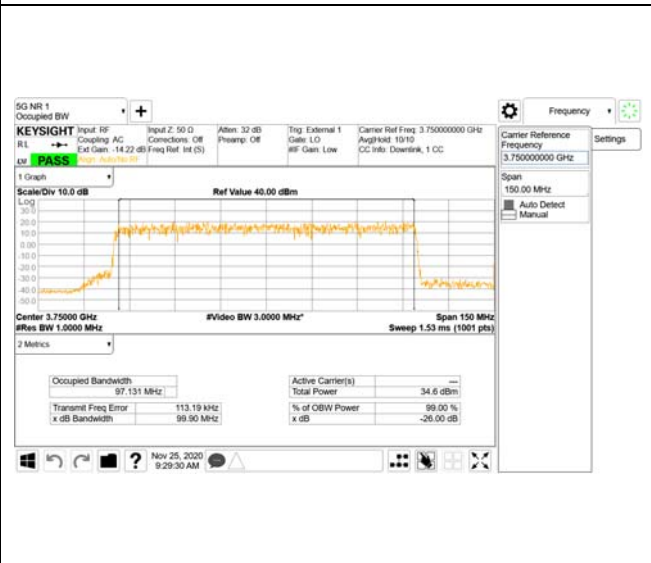 5G NR 1
Occupied BW
+
Frequency
KEYSIGHT
Input: RF
Input Z: 50 Ω
Atten: 32 dB
Trig: External 1
Carrier Ref Freq: 3.750000000 GHz
RL
Coupling: AC
Corrections: Off
Preamp: Off
Gate: LO
Avg|Hold: 10/10
Ext Gain: -14.22 dB
Freq Ref: Int (S)
#IF Gain: Low
CC Info: Downlink, 1 CC
PASS
Align: Auto/No RF
Carrier Reference
Frequency
3.750000000 GHz
Settings
Span
150.00 MHz
Auto Detect
Manual
1 Graph
Scale/Div 10.0 dB
Ref Value 40.00 dBm
Log
30.0
20.0
10.0
0.00
-10.0
-20.0
-30.0
-40.0
-50.0
Center 3.75000 GHz
#Video BW 3.0000 MHz*
Span 150 MHz
#Res BW 1.0000 MHz
Sweep 1.53 ms (1001 pts)
2 Metrics
Occupied Bandwidth
97.131 MHz
Active Carrier(s)
---
Total Power
34.6 dBm
Transmit Freq Error
113.19 kHz
% of OBW Power
99.00 %
x dB Bandwidth
99.90 MHz
x dB
-26.00 dB
?
Nov 25, 2020
9:29:30 AM